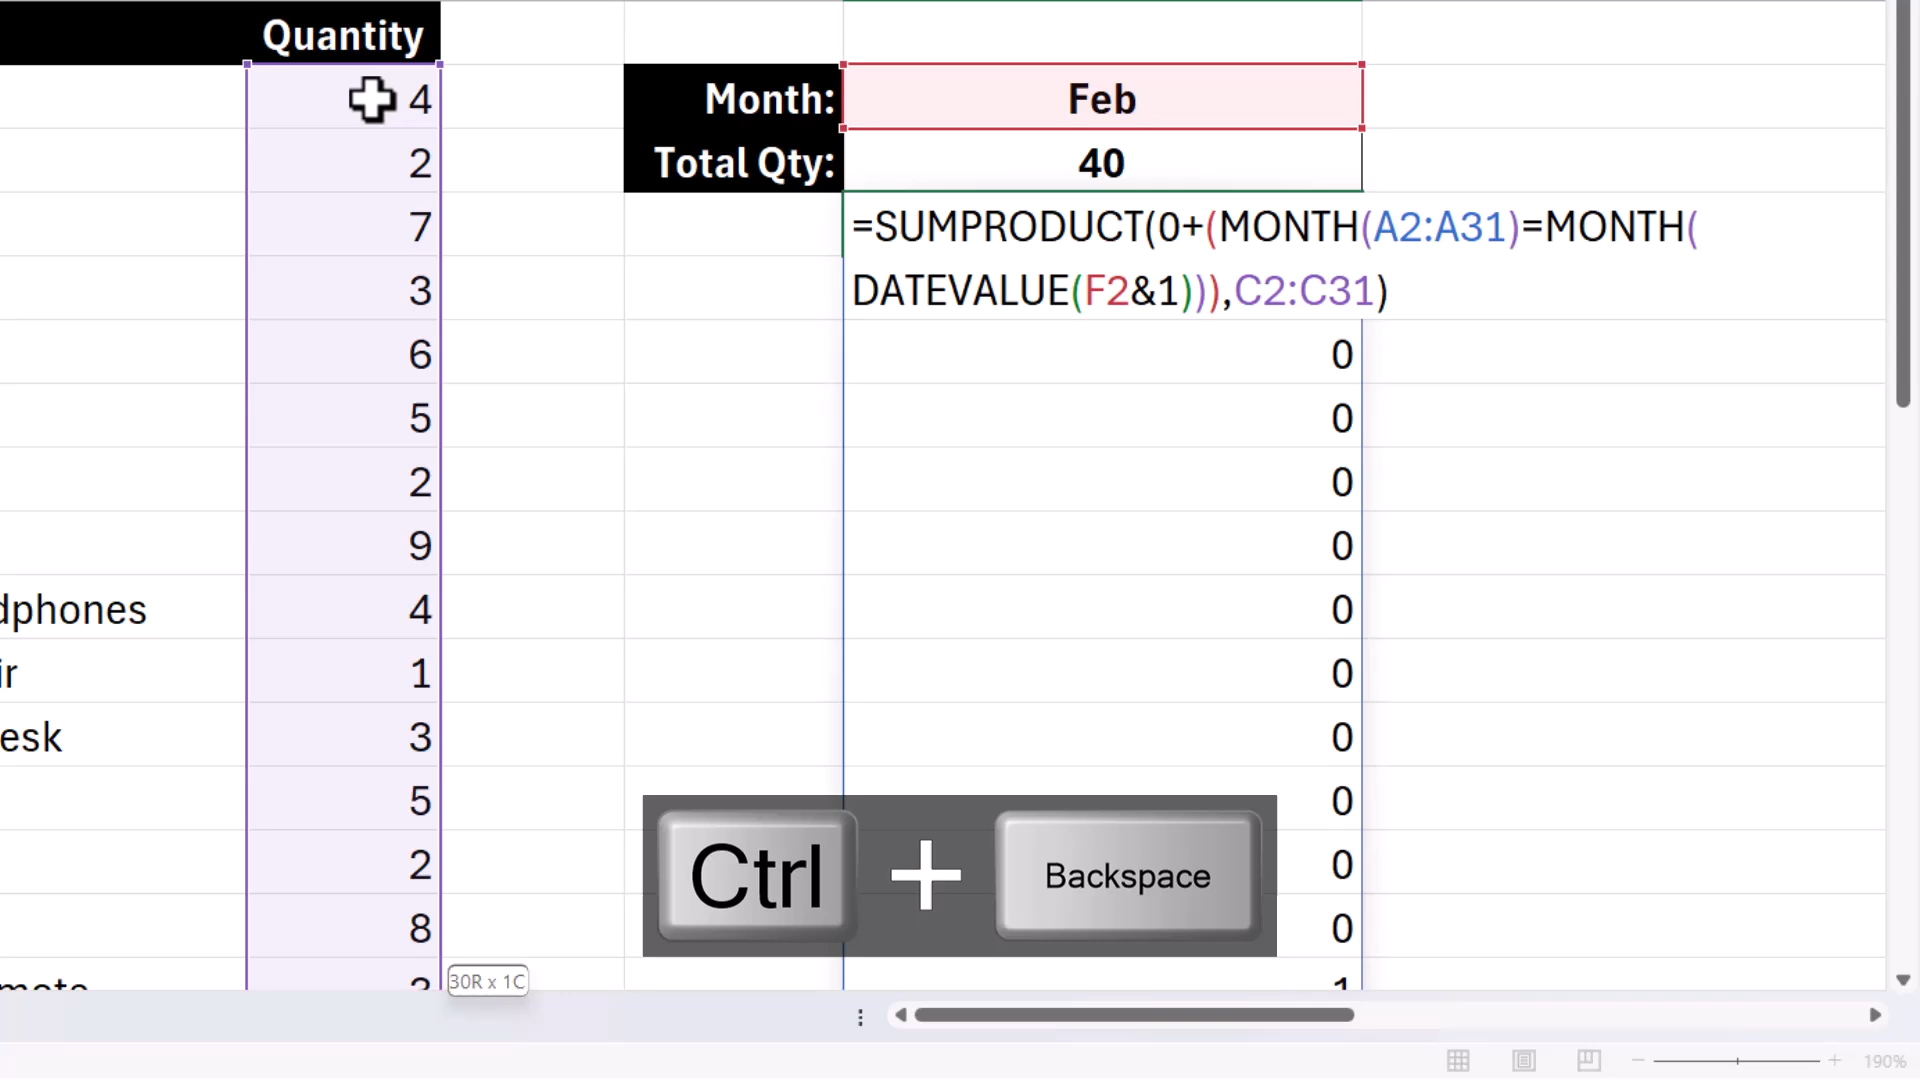 Quantity
4
Month: Feb
2
Total Qty: 40
7
=SUMPRODUCT(0+(MONTH(A2:A31)=MONTH(
3
DATEVALUE(F2&1))),C2:C31)
6 0
5 0
2 0
9 0
dphones 4 0
ir 1 0
esk 3 0
5 0
2 0
8 0
Ctrl + Backspace
30R x 1C
190%